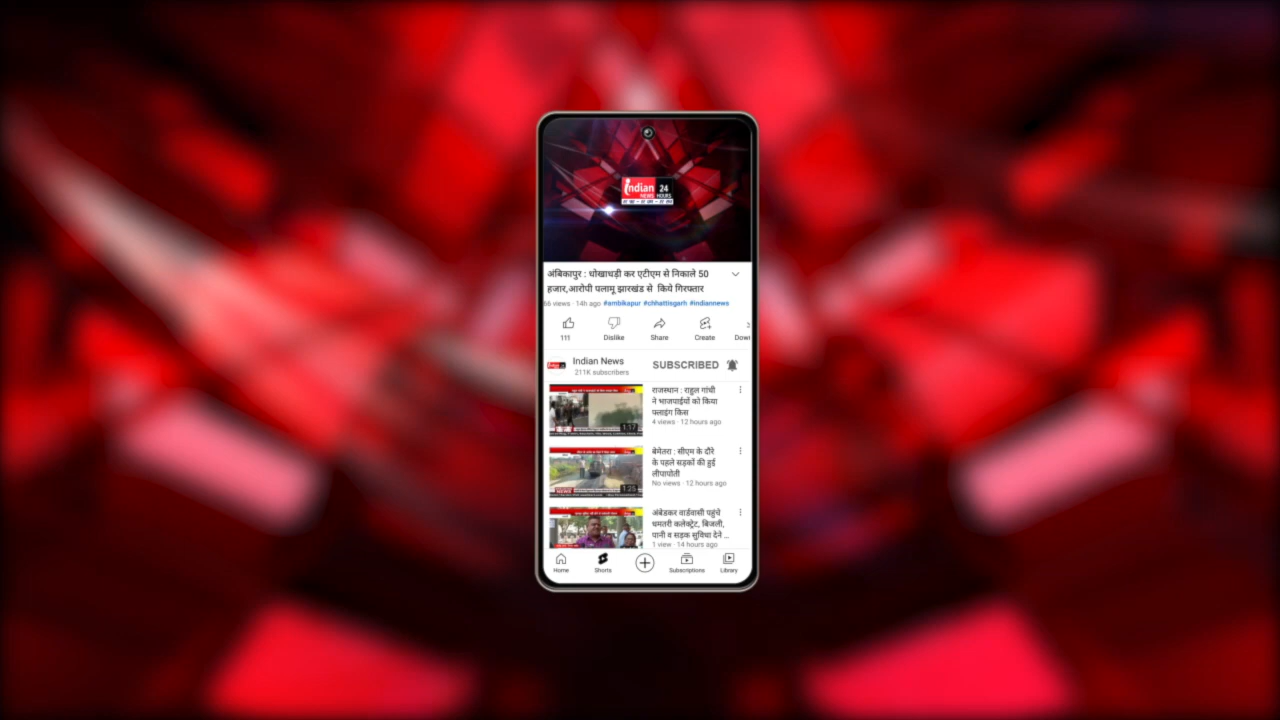 Indian 24
NEWS HOURS
अंबिकापुर : धोखाधड़ी कर एटीएम से निकाले 50
हजार,आरोपी पलामू झारखंड से किये गिरफ्तार
66 views · 14h ago #ambikapur #chhattisgarh #indiannews
111 Dislike Share Create
Indian News
211K subscribers
SUBSCRIBED
राजस्थान : राहुल गांधी
ने भाजपाईयों को किया
फ्लाइंग किस
4 views · 12 hours ago
1:17
बेमेतरा : सीएम के दौरे
के पहले सड़कों की हुई
लीपापोती
No views · 12 hours ago
1:25
NEWS
अंबेडकर वार्डवासी पहुंचे
धमतरी कलेक्ट्रेट, बिजली,
पानी व सड़क सुविधा देने ...
1 view · 14 hours ago
Home Shorts Subscriptions Library